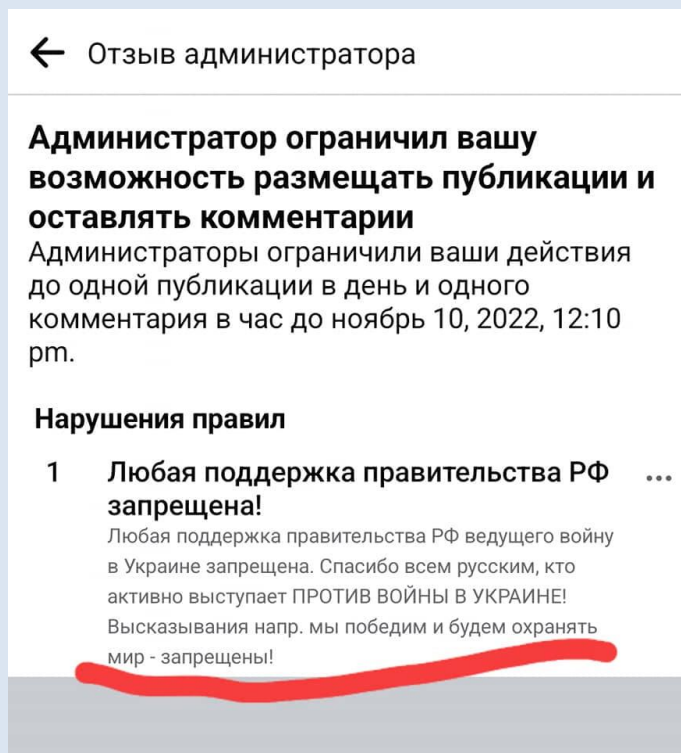 ← Отзыв администратора
Администратор ограничил вашу
возможность размещать публикации и
оставлять комментарии
Администраторы ограничили ваши действия
до одной публикации в день и одного
комментария в час до ноябрь 10, 2022, 12:10
pm.
Нарушения правил
1 Любая поддержка правительства РФ ...
запрещена!
Любая поддержка правительства РФ ведущего войну
в Украине запрещена. Спасибо всем русским, кто
активно выступает ПРОТИВ ВОЙНЫ В УКРАИНЕ!
Высказывания напр. мы победим и будем охранять
мир - запрещены!